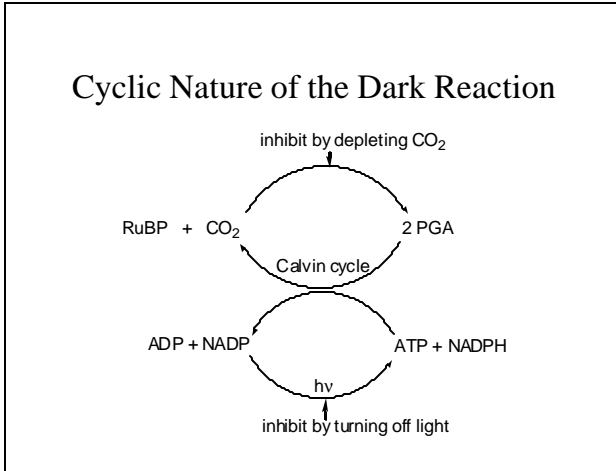 Cyclic Nature of the Dark Reaction
inhibit by depleting CO₂
RuBP + CO₂ 2 PGA
Calvin cycle
ADP + NADP ATP + NADPH
hν
inhibit by turning off light